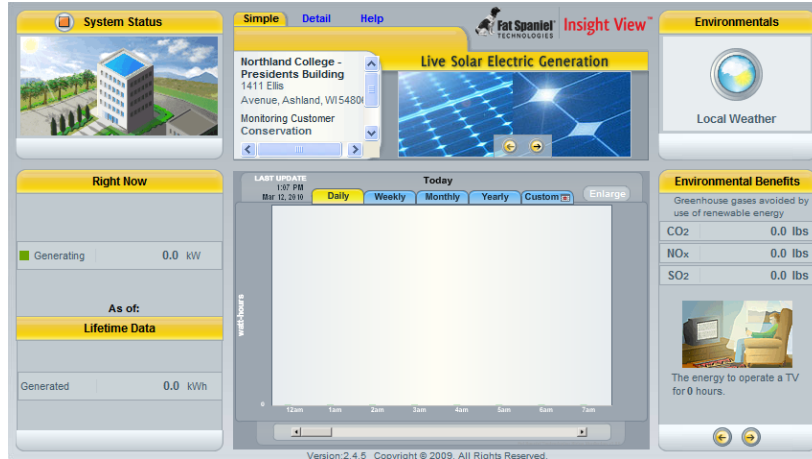 System Status
Simple Detail Help
Fat Spaniel
TECHNOLOGIES
Insight View™
Northland College -
Presidents Building
1411 Ellis
Avenue, Ashland, WI 5480
Monitoring Customer
Conservation
Live Solar Electric Generation
Environmentals
Local Weather
Right Now
Generating 0.0 kW
As of:
Lifetime Data
Generated 0.0 kWh
LAST UPDATE
1:07 PM
Mar 12, 2010
Today
Daily Weekly Monthly Yearly Custom Enlarge
watt-hours
0
12am 1am 2am 3am 4am 5am 6am 7am
Version:2.4.5 Copyright © 2009, All Rights Reserved.
Environmental Benefits
Greenhouse gases avoided by
use of renewable energy
CO2 0.0 lbs
NOx 0.0 lbs
SO2 0.0 lbs
The energy to operate a TV
for 0 hours.